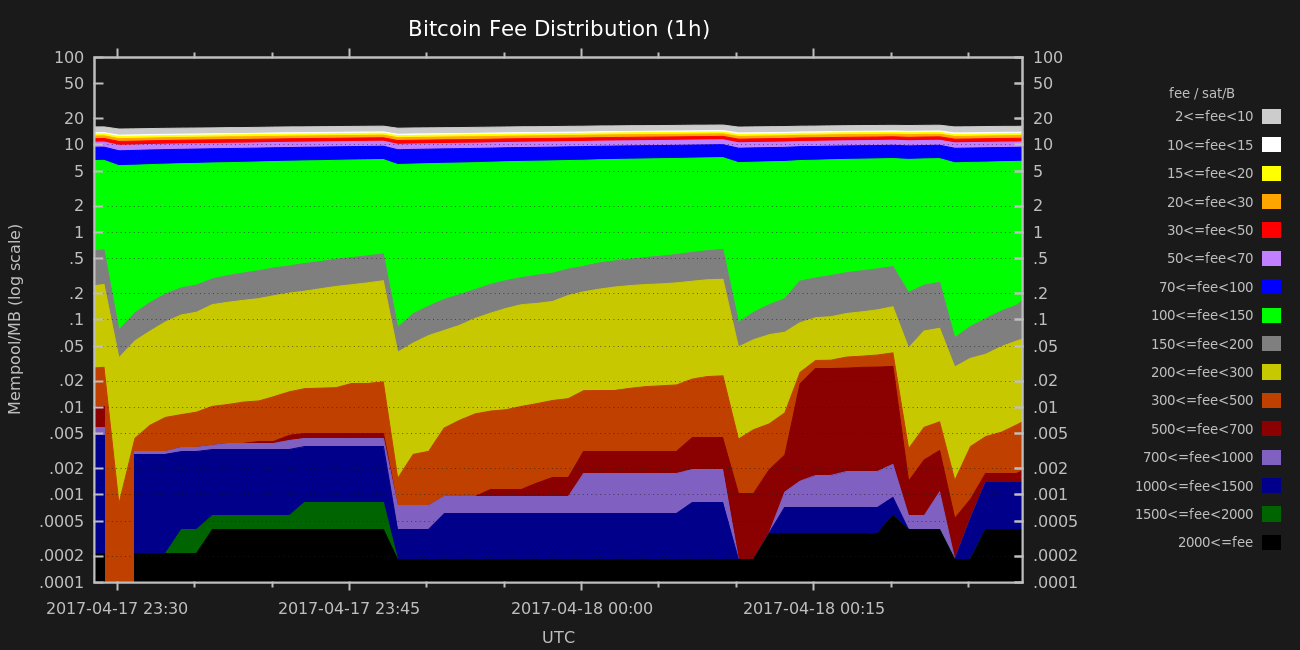 Bitcoin Fee Distribution (1h)
100
50
20
10
5
2
1
.5
.2
.1
.05
.02
.01
.005
.002
.001
.0005
.0002
.0001
Mempool/MB (log scale)
100
50
20
10
5
2
1
.5
.2
.1
.05
.02
.01
.005
.002
.001
.0005
.0002
.0001
2017-04-17 23:30
2017-04-17 23:45
2017-04-18 00:00
2017-04-18 00:15
UTC
fee / sat/B
2<=fee<10
10<=fee<15
15<=fee<20
20<=fee<30
30<=fee<50
50<=fee<70
70<=fee<100
100<=fee<150
150<=fee<200
200<=fee<300
300<=fee<500
500<=fee<700
700<=fee<1000
1000<=fee<1500
1500<=fee<2000
2000<=fee